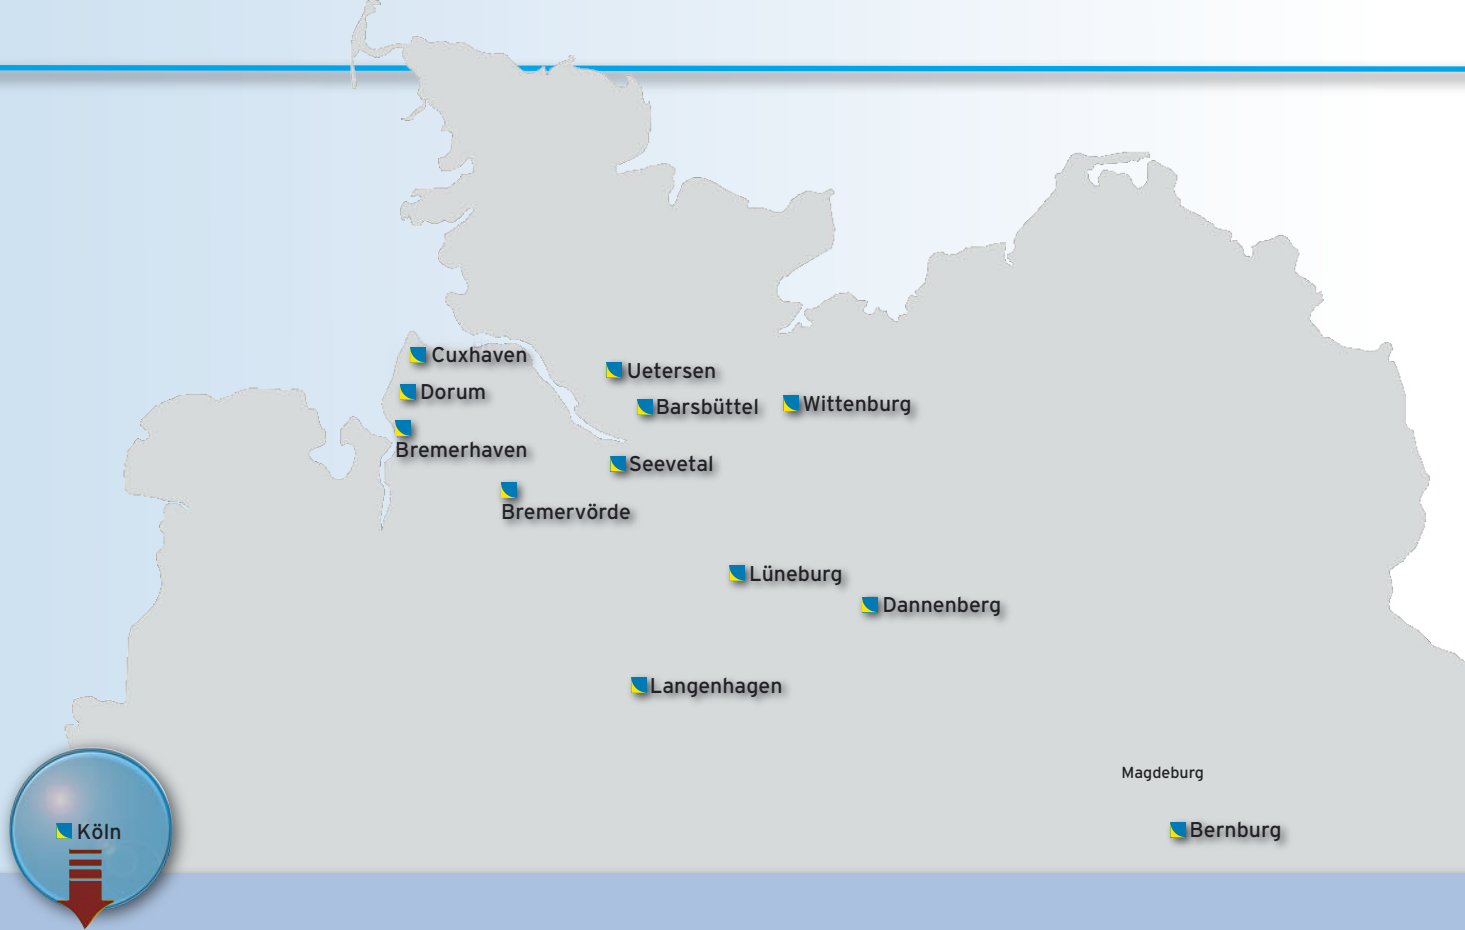 Cuxhaven
Uetersen
Dorum
Barsbüttel
Wittenburg
Bremerhaven
Seevetal
Bremervörde
Lüneburg
Dannenberg
Langenhagen
Magdeburg
Köln
Bernburg